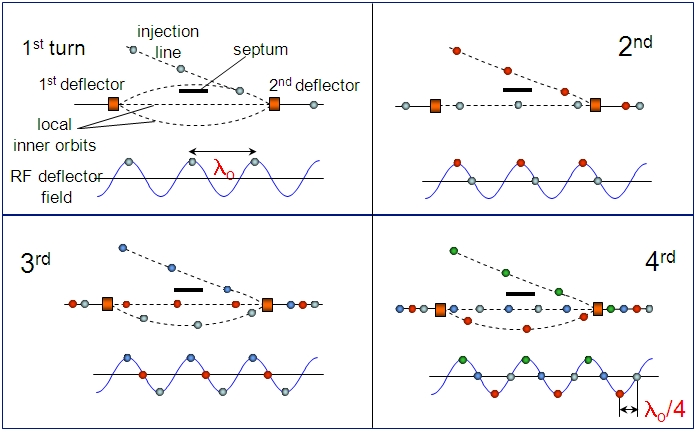 1st turn
injection
line
septum
1st deflector
2nd deflector
local
inner orbits
RF deflector
field
λ0
2nd
3rd
4rd
λ0/4